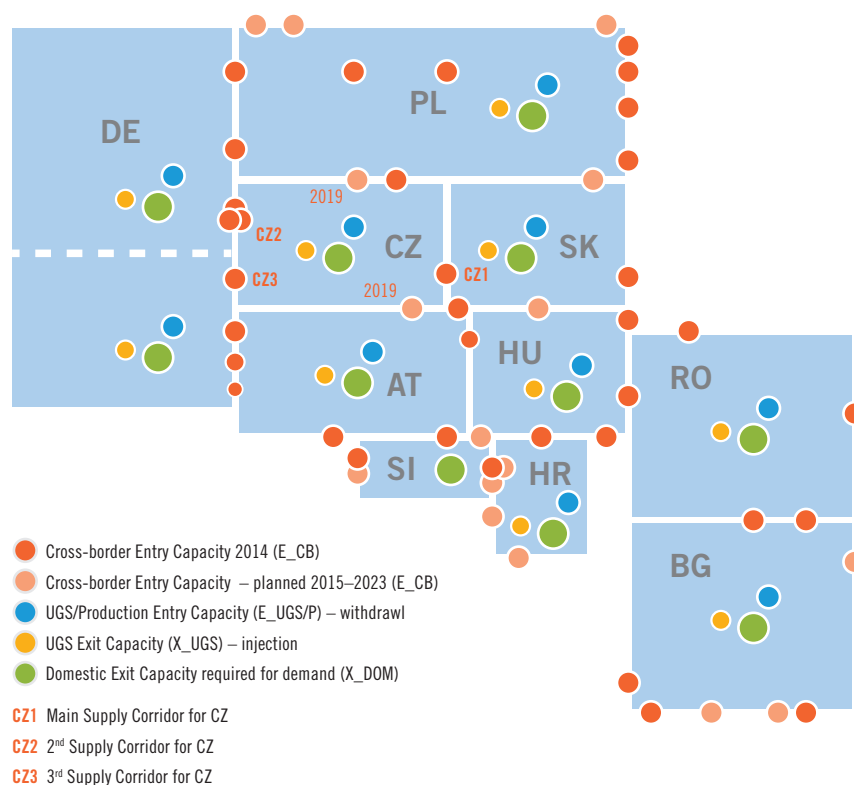 PL
DE
2019
CZ2
CZ
SK
CZ3
CZ1
2019
HU
RO
AT
SI
HR
BG
Cross-border Entry Capacity 2014 (E_CB)
Cross-border Entry Capacity – planned 2015–2023 (E_CB)
UGS/Production Entry Capacity (E_UGS/P) – withdrawl
UGS Exit Capacity (X_UGS) – injection
Domestic Exit Capacity required for demand (X_DOM)
CZ1 Main Supply Corridor for CZ
CZ2 2nd Supply Corridor for CZ
CZ3 3rd Supply Corridor for CZ